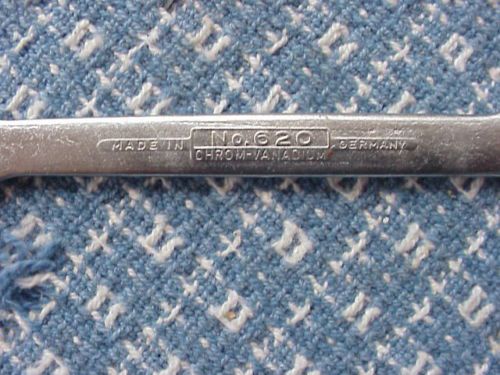 MADE IN No. 620 GERMANY
CHROM-VANADIUM